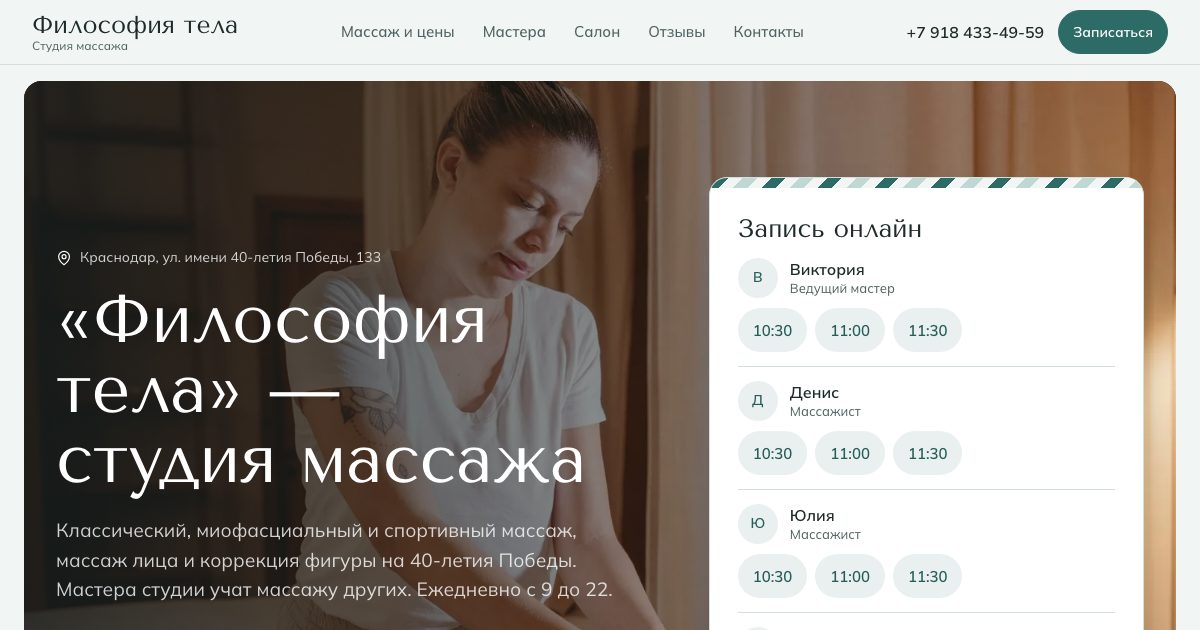 Философия тела
Студия массажа
Массаж и цены
Мастера
Салон
Отзывы
Контакты
+7 918 433-49-59
Записаться
Краснодар, ул. имени 40-летия Победы, 133
«Философия
тела» —
студия массажа
Классический, миофасциальный и спортивный массаж,
массаж лица и коррекция фигуры на 40-летия Победы.
Мастера студии учат массажу других. Ежедневно с 9 до 22.
Запись онлайн
В
Виктория
Ведущий мастер
10:30
11:00
11:30
Д
Денис
Массажист
10:30
11:00
11:30
Ю
Юлия
Массажист
10:30
11:00
11:30